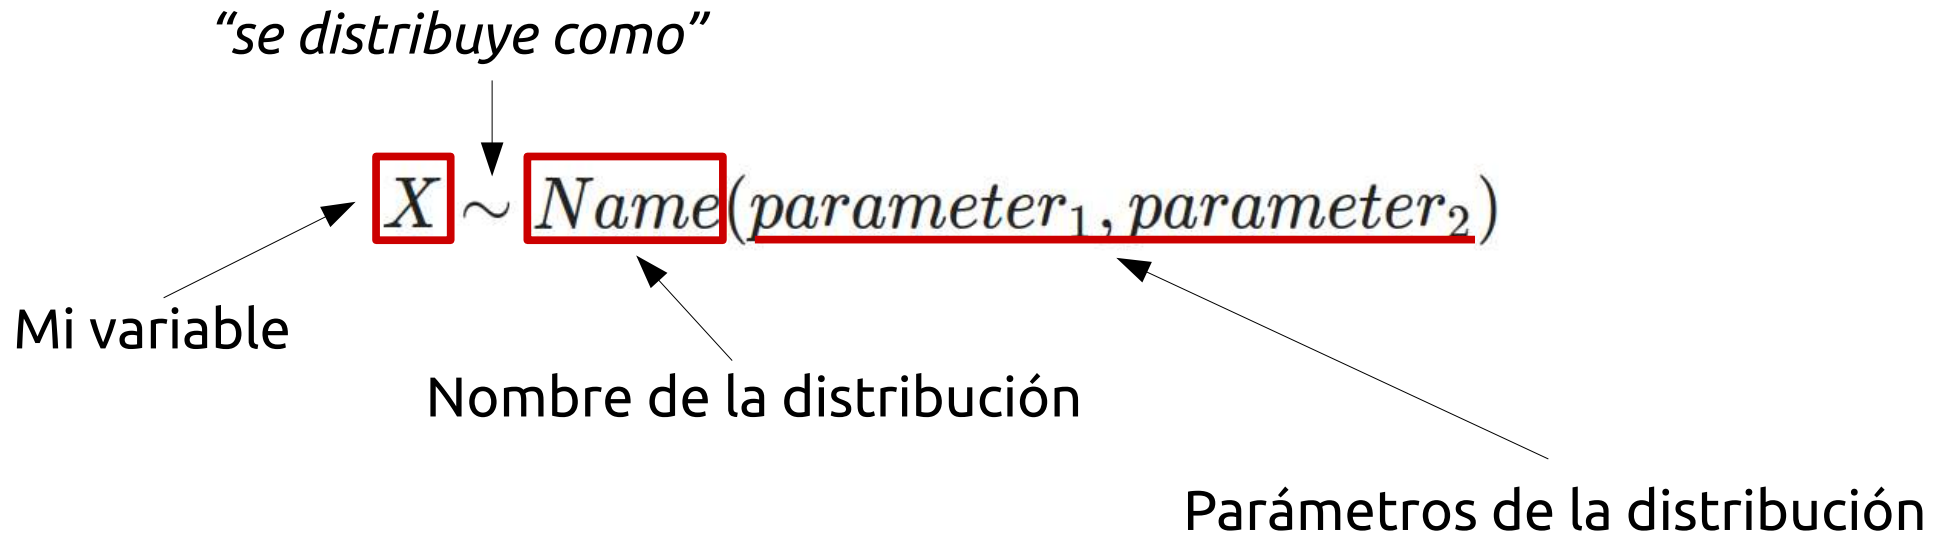 “se distribuye como”
X ∼ Name(parameter₁, parameter₂)
Mi variable
Nombre de la distribución
Parámetros de la distribución